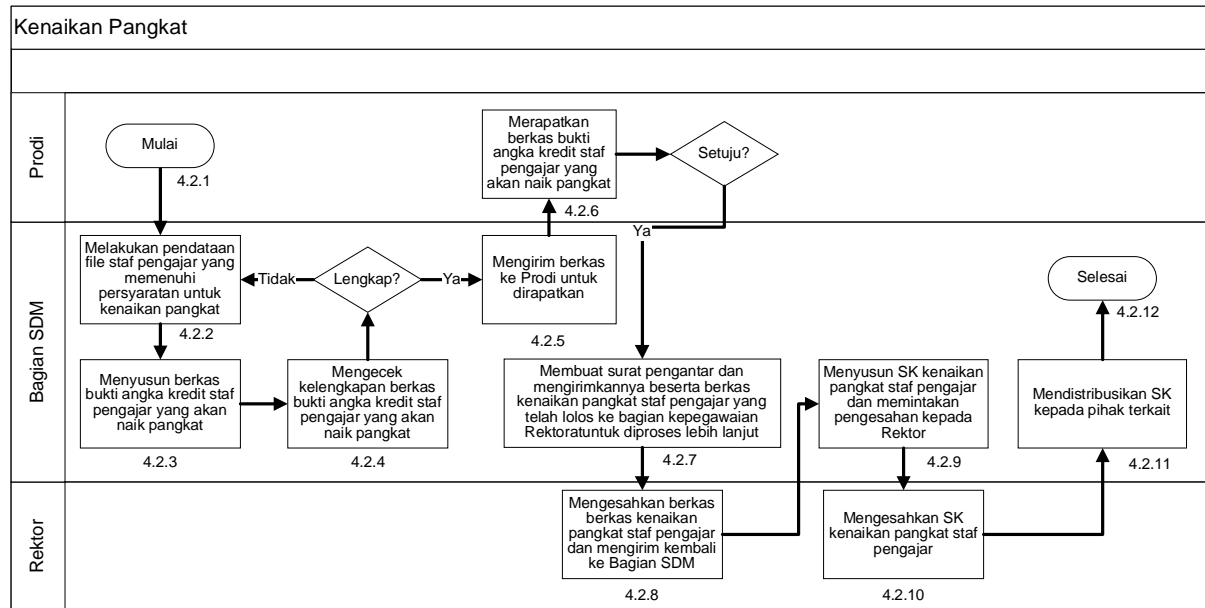 Kenaikan Pangkat
Prodi
Mulai
4.2.1
Merapatkan
berkas bukti
angka kredit staf
pengajar yang
akan naik pangkat
4.2.6
Setuju?
Ya
Bagian SDM
Melakukan pendataan
file staf pengajar yang
memenuhi
persyaratan untuk
kenaikan pangkat
4.2.2
Tidak
Lengkap?
Ya
Mengirim berkas
ke Prodi untuk
dirapatkan
4.2.5
Selesai
4.2.12
Menyusun berkas
bukti angka kredit staf
pengajar yang akan
naik pangkat
4.2.3
Mengecek
kelengkapan berkas
bukti angka kredit staf
pengajar yang akan
naik pangkat
4.2.4
Membuat surat pengantar dan
mengirimkannya beserta berkas
kenaikan pangkat staf pengajar yang
telah lolos ke bagian kepegawaian
Rektoratuntuk diproses lebih lanjut
4.2.7
Menyusun SK kenaikan
pangkat staf pengajar
dan memintakan
pengesahan kepada
Rektor
4.2.9
Mendistribusikan SK
kepada pihak terkait
4.2.11
Rektor
Mengesahkan berkas
berkas kenaikan
pangkat staf pengajar
dan mengirim kembali
ke Bagian SDM
4.2.8
Mengesahkan SK
kenaikan pangkat staf
pengajar
4.2.10